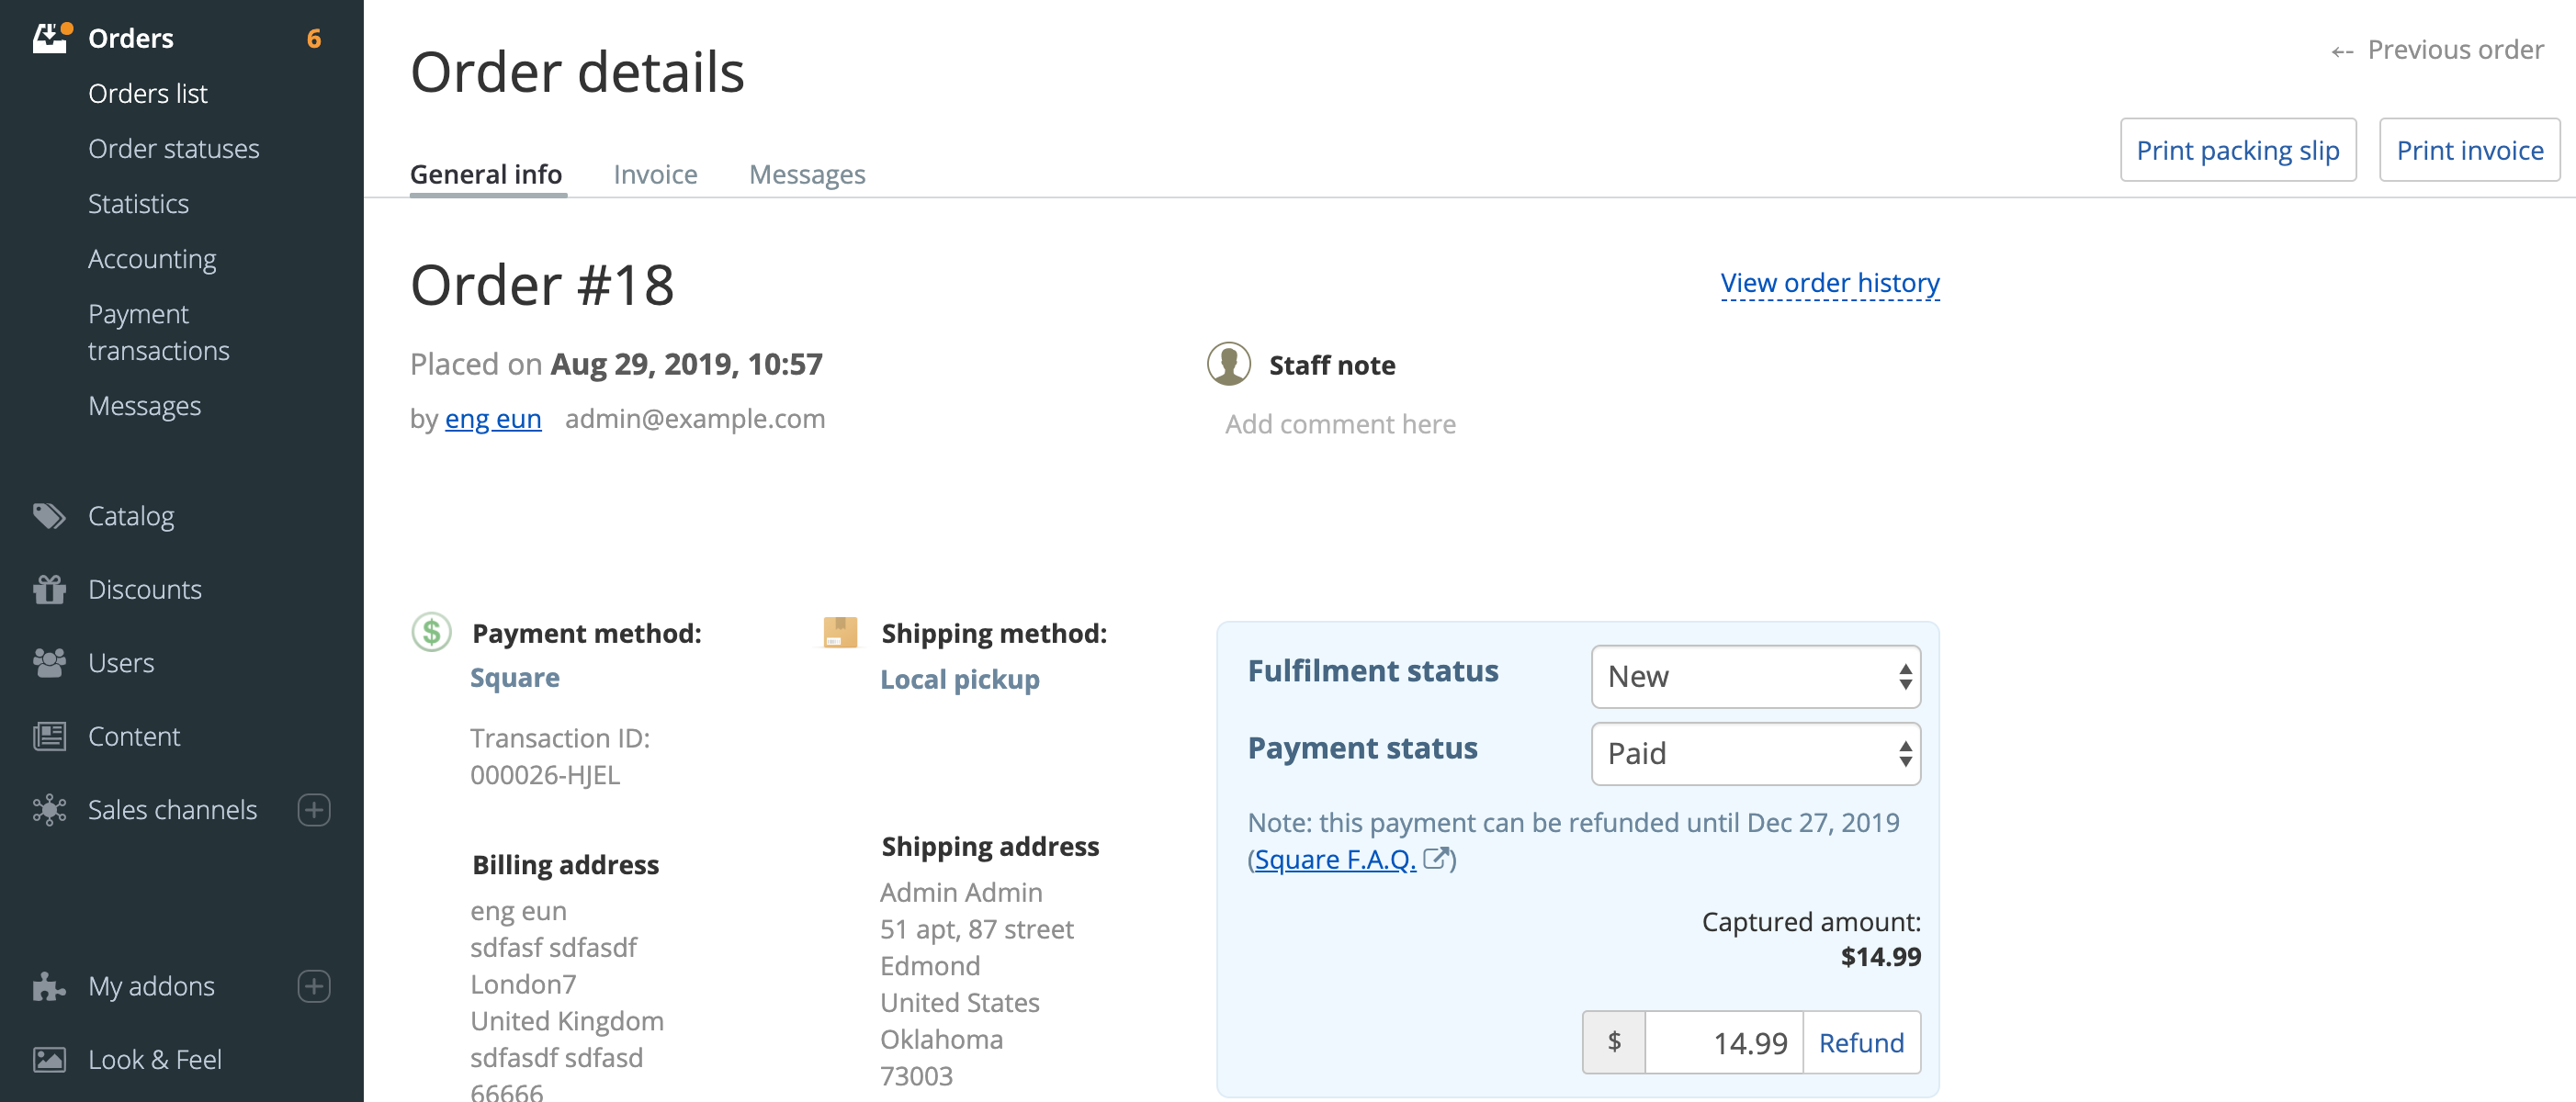 Orders 6
Orders list
Order statuses
Statistics
Accounting
Payment
transactions
Messages
Catalog
Discounts
Users
Content
Sales channels
My addons
Look & Feel
Order details
Previous order
Print packing slip
Print invoice
General info Invoice Messages
Order #18
View order history
Placed on Aug 29, 2019, 10:57
by eng eun admin@example.com
Staff note
Add comment here
Payment method:
Square
Transaction ID:
000026-HJEL
Billing address
eng eun
sdfasf sdfasdf
London7
United Kingdom
sdfasdf sdfasd
66666
Shipping method:
Local pickup
Shipping address
Admin Admin
51 apt, 87 street
Edmond
United States
Oklahoma
73003
Fulfilment status New
Payment status Paid
Note: this payment can be refunded until Dec 27, 2019
(Square F.A.Q. )
Captured amount:
$14.99
$ 14.99 Refund